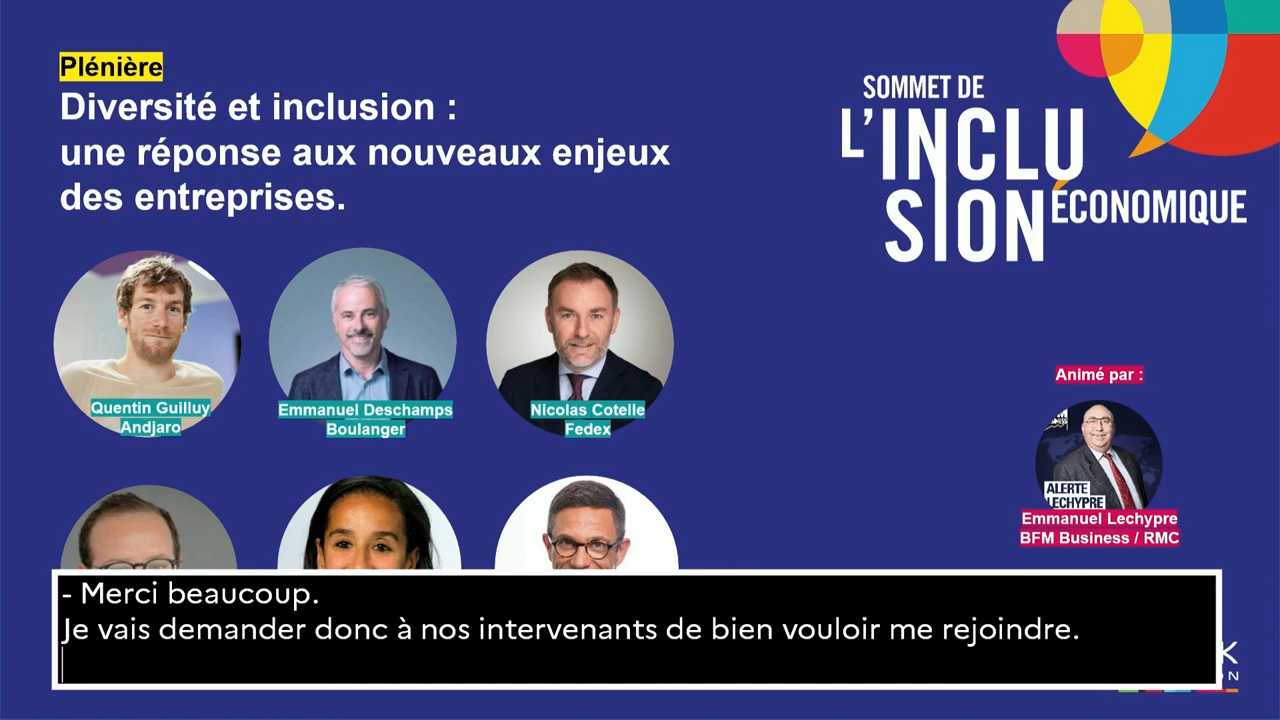 Plénière
Diversité et inclusion :
une réponse aux nouveaux enjeux
des entreprises.
SOMMET DE
L'INCLU
SION
ÉCONOMIQUE
Quentin Guilluy
Andjaro
Emmanuel Deschamps
Boulanger
Nicolas Cotelle
Fedex
Animé par :
ALERTE
LECHYPRE
Emmanuel Lechypre
BFM Business / RMC
- Merci beaucoup.
Je vais demander donc à nos intervenants de bien vouloir me rejoindre.